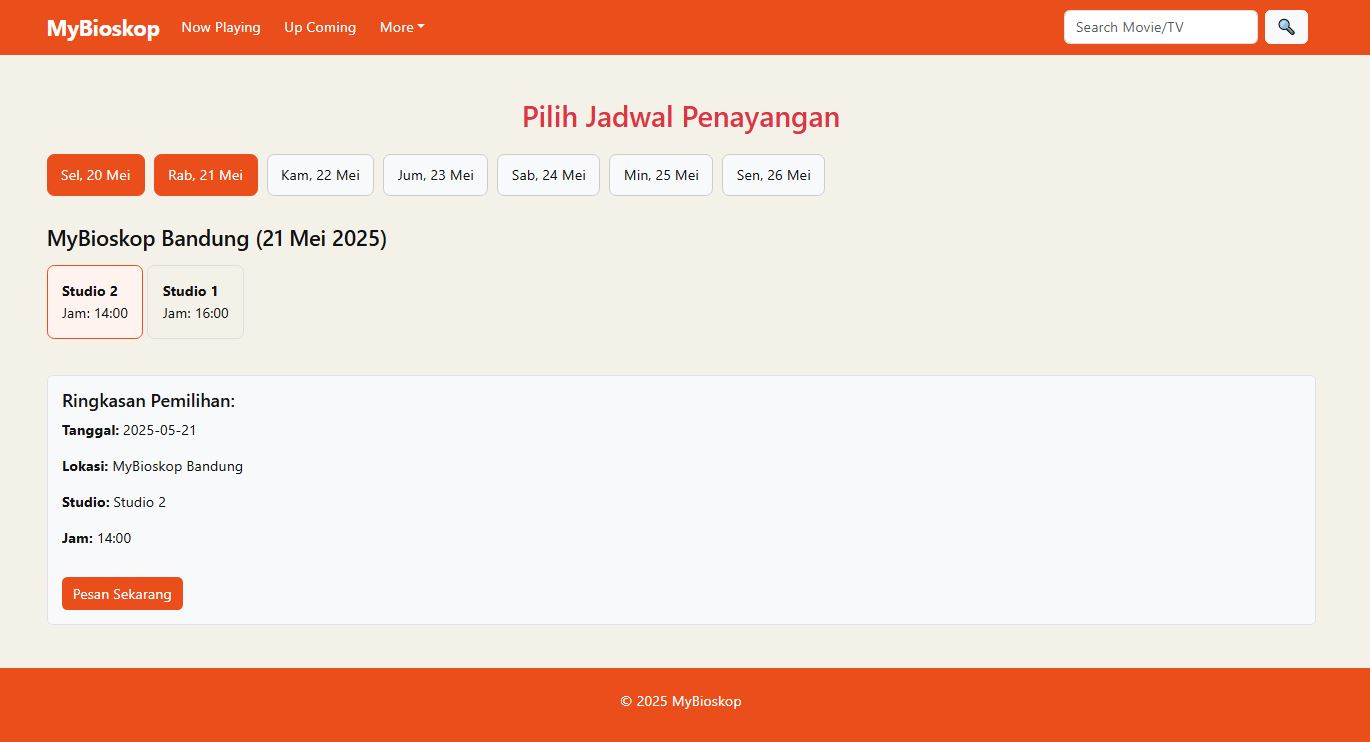 MyBioskop Now Playing Up Coming More Search Movie/TV
Pilih Jadwal Penayangan
Sel, 20 Mei Rab, 21 Mei Kam, 22 Mei Jum, 23 Mei Sab, 24 Mei Min, 25 Mei Sen, 26 Mei
MyBioskop Bandung (21 Mei 2025)
Studio 2
Jam: 14:00
Studio 1
Jam: 16:00
Ringkasan Pemilihan:
Tanggal: 2025-05-21
Lokasi: MyBioskop Bandung
Studio: Studio 2
Jam: 14:00
Pesan Sekarang
© 2025 MyBioskop